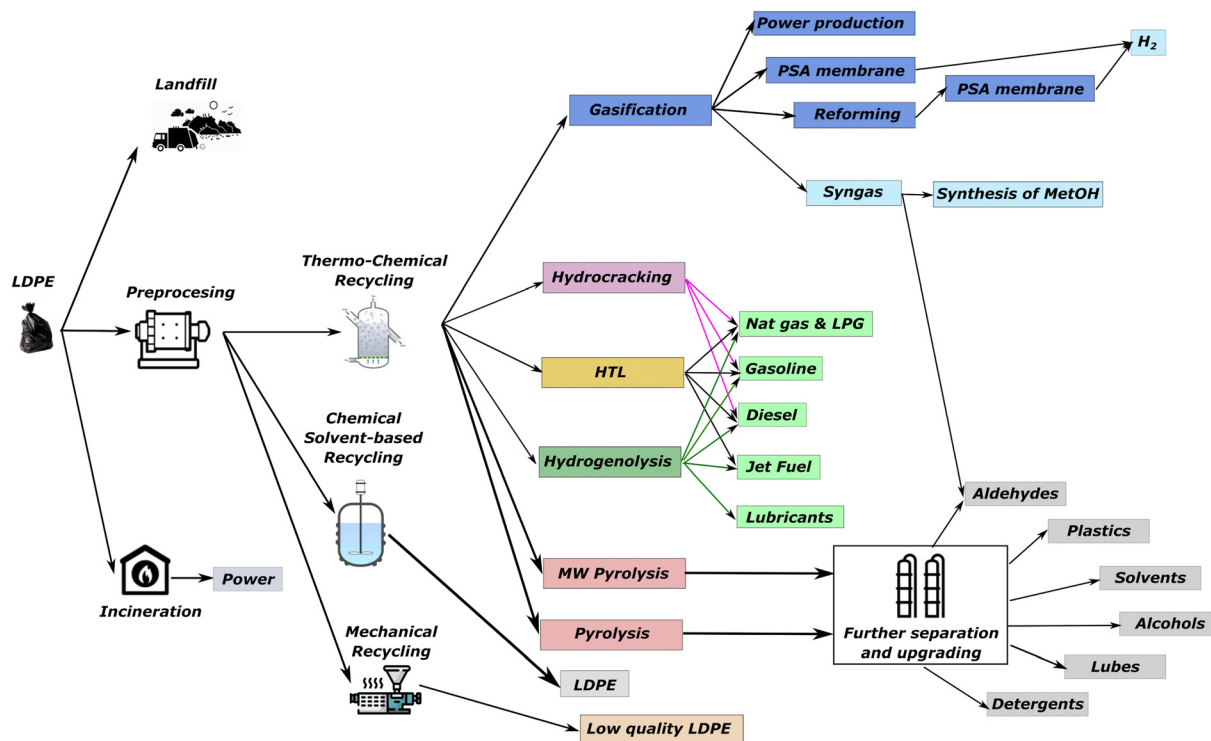 Landfill
LDPE
Preprocesing
Incineration
Power
Thermo-Chemical
Recycling
Chemical
Solvent-based
Recycling
Mechanical
Recycling
Gasification
Power production
PSA membrane
Reforming
PSA membrane
H₂
Syngas
Synthesis of MetOH
Hydrocracking
HTL
Hydrogenolysis
Nat gas & LPG
Gasoline
Diesel
Jet Fuel
Lubricants
MW Pyrolysis
Pyrolysis
LDPE
Low quality LDPE
Further separation
and upgrading
Aldehydes
Plastics
Solvents
Alcohols
Lubes
Detergents